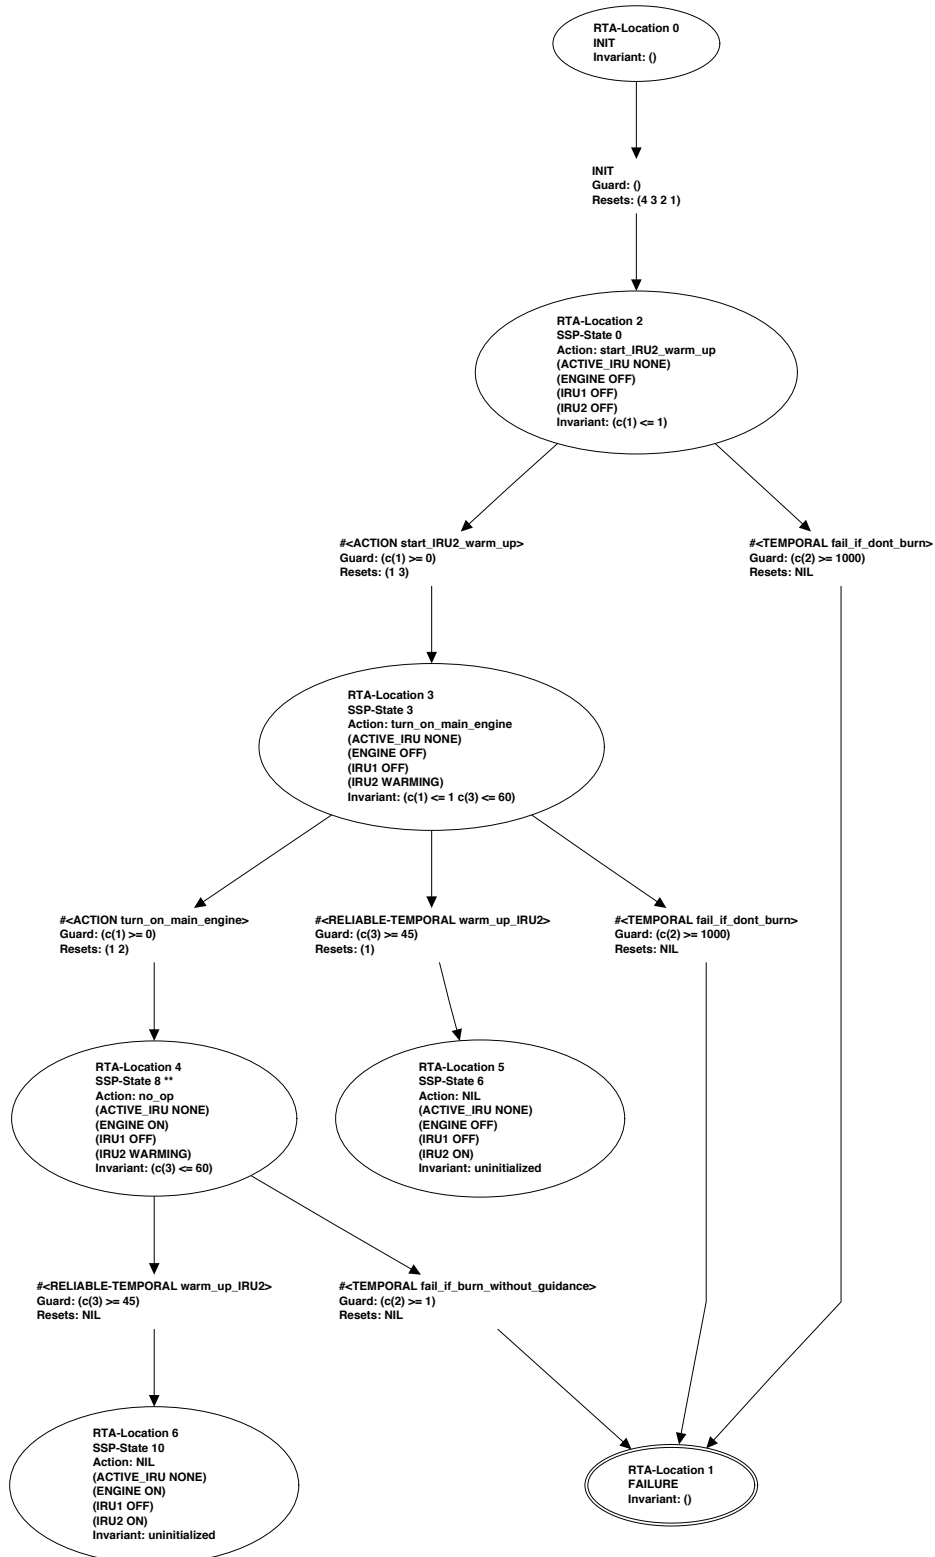 RTA-Location 0
INIT
Invariant: ()
INIT
Guard: ()
Resets: (4 3 2 1)
RTA-Location 2
SSP-State 0
Action: start_IRU2_warm_up
(ACTIVE_IRU NONE)
(ENGINE OFF)
(IRU1 OFF)
(IRU2 OFF)
Invariant: (c(1) <= 1)
#<ACTION start_IRU2_warm_up>
Guard: (c(1) >= 0)
Resets: (1 3)
#<TEMPORAL fail_if_dont_burn>
Guard: (c(2) >= 1000)
Resets: NIL
RTA-Location 3
SSP-State 3
Action: turn_on_main_engine
(ACTIVE_IRU NONE)
(ENGINE OFF)
(IRU1 OFF)
(IRU2 WARMING)
Invariant: (c(1) <= 1 c(3) <= 60)
#<ACTION turn_on_main_engine>
Guard: (c(1) >= 0)
Resets: (1 2)
#<RELIABLE-TEMPORAL warm_up_IRU2>
Guard: (c(3) >= 45)
Resets: (1)
#<TEMPORAL fail_if_dont_burn>
Guard: (c(2) >= 1000)
Resets: NIL
RTA-Location 4
SSP-State 8 **
Action: no_op
(ACTIVE_IRU NONE)
(ENGINE ON)
(IRU1 OFF)
(IRU2 WARMING)
Invariant: (c(3) <= 60)
RTA-Location 5
SSP-State 6
Action: NIL
(ACTIVE_IRU NONE)
(ENGINE OFF)
(IRU1 OFF)
(IRU2 ON)
Invariant: uninitialized
#<RELIABLE-TEMPORAL warm_up_IRU2>
Guard: (c(3) >= 45)
Resets: NIL
#<TEMPORAL fail_if_burn_without_guidance>
Guard: (c(2) >= 1)
Resets: NIL
RTA-Location 6
SSP-State 10
Action: NIL
(ACTIVE_IRU NONE)
(ENGINE ON)
(IRU1 OFF)
(IRU2 ON)
Invariant: uninitialized
RTA-Location 1
FAILURE
Invariant: ()